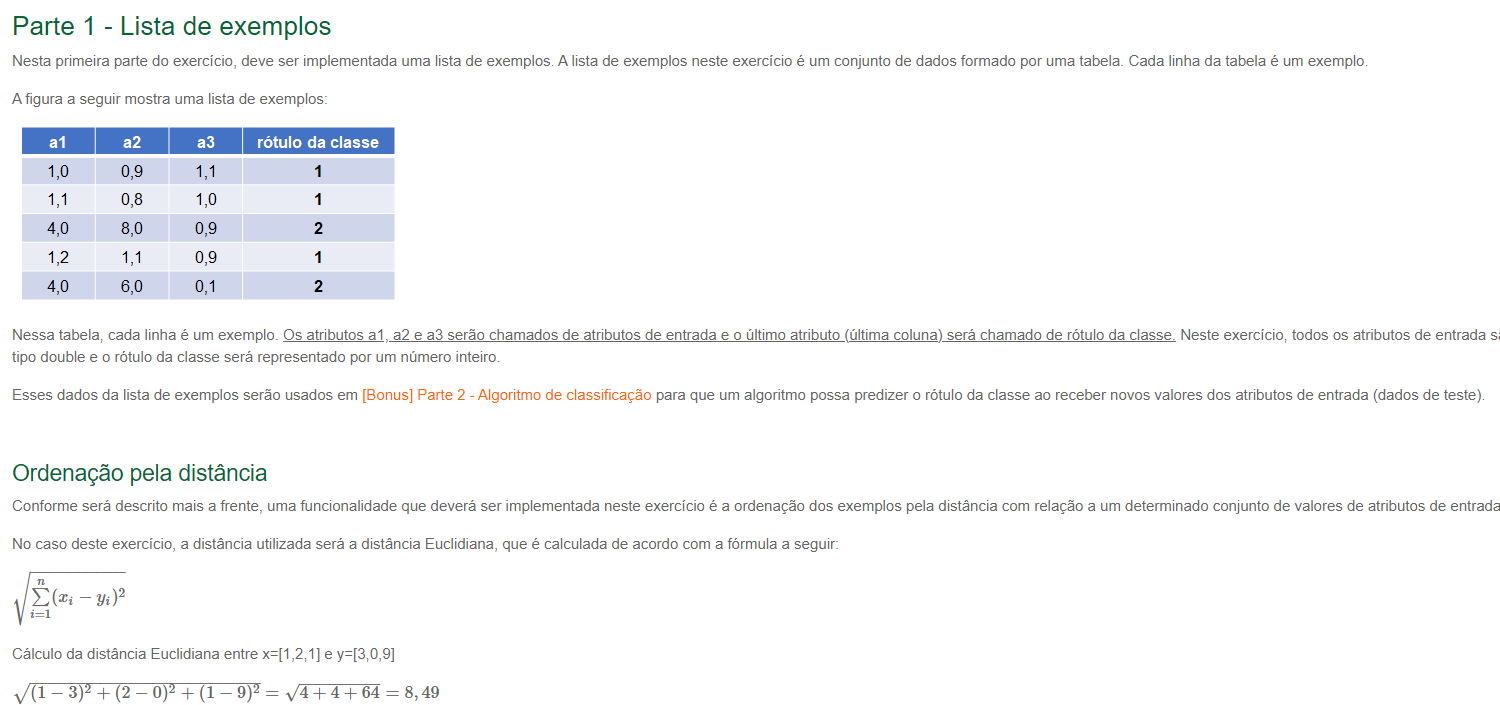 Parte 1 - Lista de exemplos
Nesta primeira parte do exercício, deve ser implementada uma lista de exemplos. A lista de exemplos neste exercício é um conjunto de dados formado por uma tabela. Cada linha da tabela é um exemplo.
A figura a seguir mostra uma lista de exemplos:
a1 a2 a3 rótulo da classe
1,0 0,9 1,1 1
1,1 0,8 1,0 1
4,0 8,0 0,9 2
1,2 1,1 0,9 1
4,0 6,0 0,1 2
Nessa tabela, cada linha é um exemplo. Os atributos a1, a2 e a3 serão chamados de atributos de entrada e o último atributo (última coluna) será chamado de rótulo da classe. Neste exercício, todos os atributos de entrada
tipo double e o rótulo da classe será representado por um número inteiro.
Esses dados da lista de exemplos serão usados em [Bonus] Parte 2 - Algoritmo de classificação para que um algoritmo possa predizer o rótulo da classe ao receber novos valores dos atributos de entrada (dados de teste).
Ordenação pela distância
Conforme será descrito mais a frente, uma funcionalidade que deverá ser implementada neste exercício é a ordenação dos exemplos pela distância com relação a um determinado conjunto de valores de atributos de entrada
No caso deste exercício, a distância utilizada será a distância Euclidiana, que é calculada de acordo com a fórmula a seguir:
√(∑_{i=1}^{n} (x_i − y_i)²)
Cálculo da distância Euclidiana entre x=[1,2,1] e y=[3,0,9]
√((1 − 3)² + (2 − 0)² + (1 − 9)²) = √(4 + 4 + 64) = 8,49